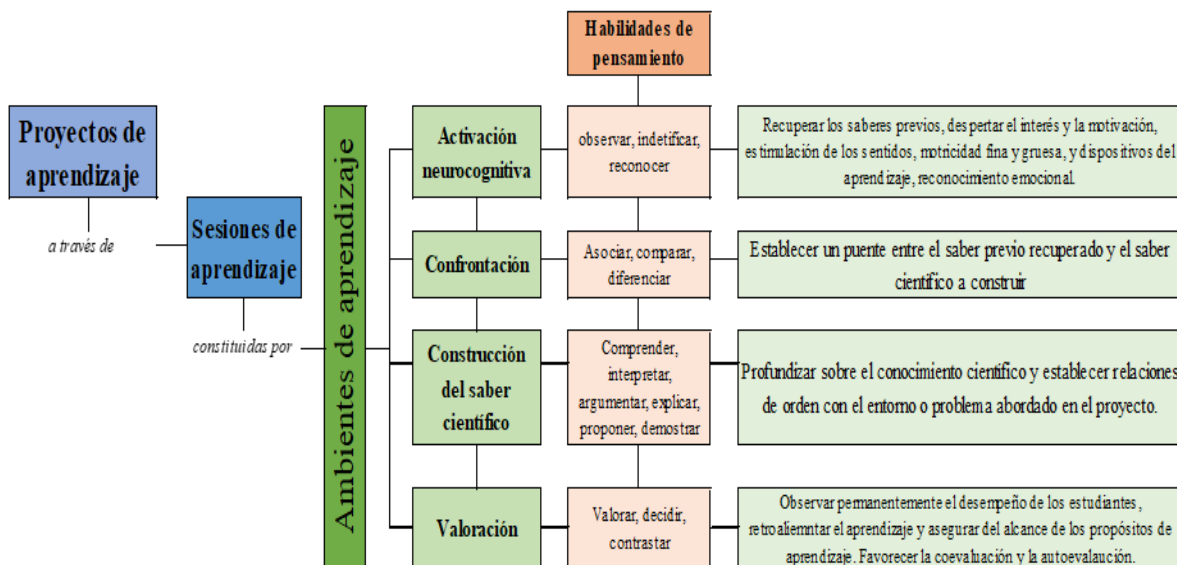 Habilidades de
pensamiento
Proyectos de
aprendizaje
a través de
Sesiones de
aprendizaje
constituidas por
Ambientes de aprendizaje
Activación
neurocognitiva
observar, indetificar,
reconocer
Recuperar los saberes previos, despertar el interés y la motivación,
estimulación de los sentidos, motricidad fina y gruesa, y dispositivos del
aprendizaje, reconocimiento emocional.
Confrontación
Asociar, comparar,
diferenciar
Establecer un puente entre el saber previo recuperado y el saber
científico a construir
Construcción
del saber
científico
Comprender,
interpretar,
argumentar, explicar,
proponer, demostrar
Profundizar sobre el conocimiento científico y establecer relaciones
de orden con el entorno o problema abordado en el proyecto.
Valoración
Valorar, decidir,
contrastar
Observar permanentemente el desempeño de los estudiantes,
retroaliemntar el aprendizaje y asegurar del alcance de los propósitos de
aprendizaje. Favorecer la coevaluación y la autoevalaución.